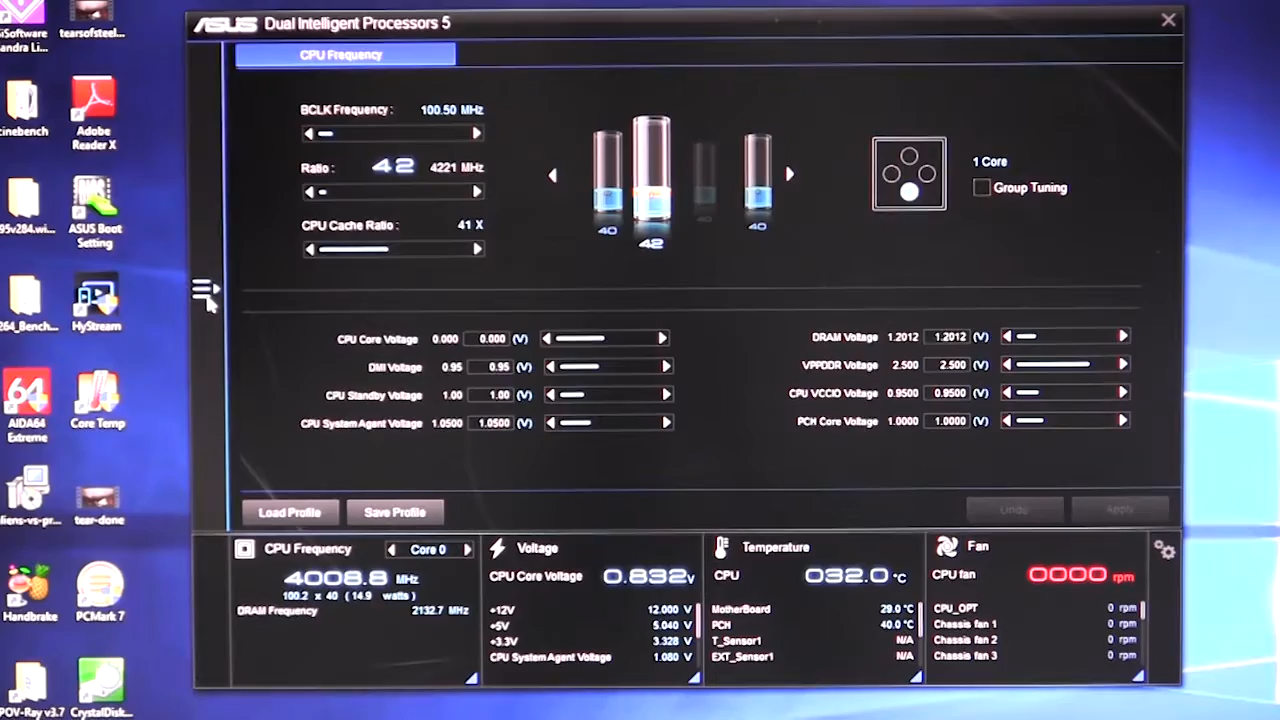 SiSoftware
andra Li...
tearsofsteel...
cinebench
Adobe
Reader X
95v284.wi...
ASUS Boot
Setting
264_Bench...
HyStream
64
AIDA64
Extreme
Core Temp
liens-vs-pr...
tear-done
Handbrake
PCMark 7
POV-Ray v3.7
CrystalDisk...
ASUS Dual Intelligent Processors 5
CPU Frequency
BCLK Frequency : 100.50 MHz
Ratio : 42 4221 MHz
CPU Cache Ratio : 41 X
40
42
40
40
1 Core
Group Tuning
CPU Core Voltage 0.000 0.000 (V)
DMI Voltage 0.95 0.95 (V)
CPU Standby Voltage 1.00 1.00 (V)
CPU System Agent Voltage 1.0500 1.0500 (V)
DRAM Voltage 1.2012 1.2012 (V)
VPPDDR Voltage 2.500 2.500 (V)
CPU VCCIO Voltage 0.9500 0.9500 (V)
PCH Core Voltage 1.0000 1.0000 (V)
Load Profile
Save Profile
Undo
Apply
CPU Frequency
Core 0
4008.8 MHz
100.2 x 40 ( 14.9 watts )
DRAM Frequency 2132.7 MHz
Voltage
CPU Core Voltage 0.832v
+12V 12.000 V
+5V 5.040 V
+3.3V 3.328 V
CPU System Agent Voltage 1.080 V
Temperature
CPU 032.0 °C
MotherBoard 29.0 °C
PCH 40.0 °C
T_Sensor1 N/A
EXT_Sensor1 N/A
Fan
CPU fan 0000 rpm
CPU_OPT 0 rpm
Chassis fan 1 0 rpm
Chassis fan 2 0 rpm
Chassis fan 3 0 rpm